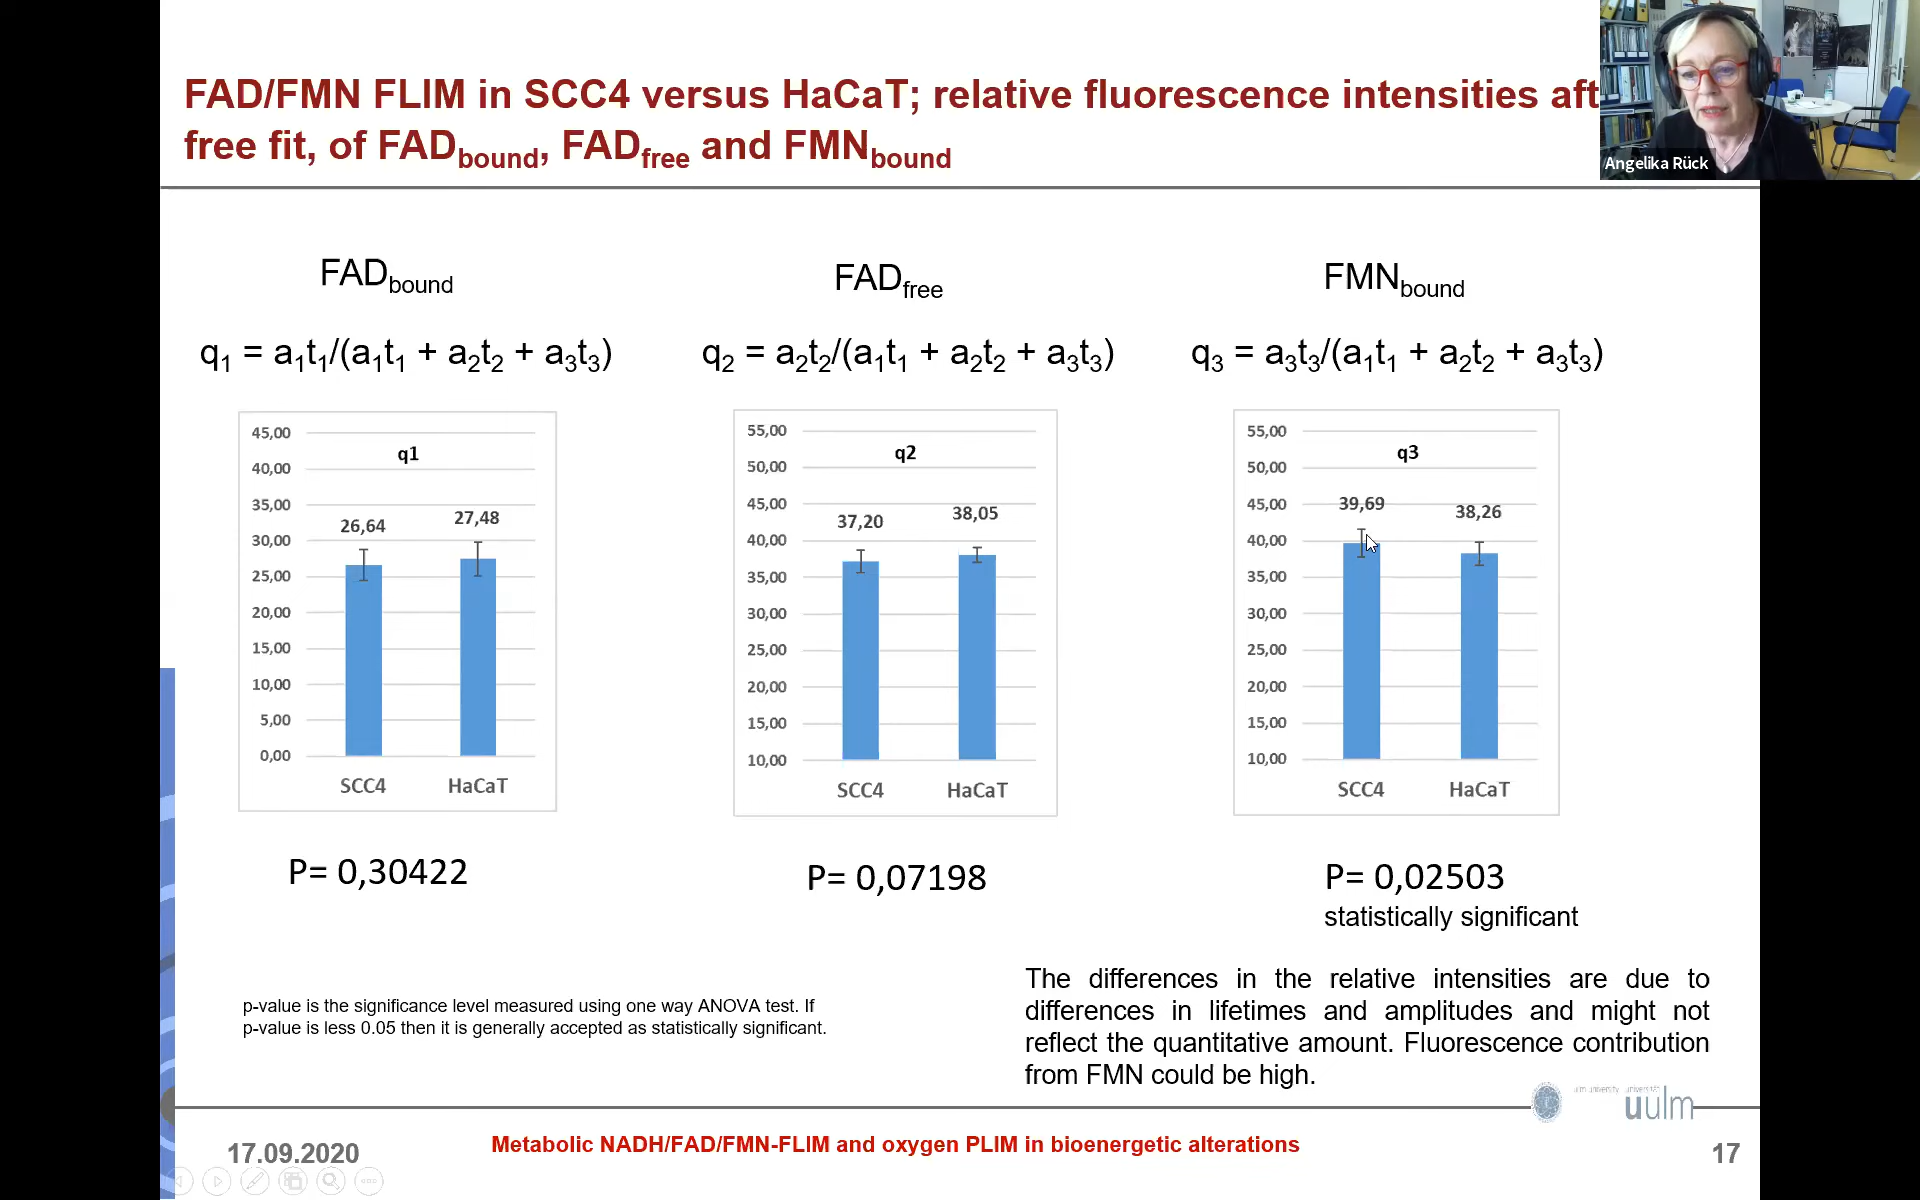 FAD/FMN FLIM in SCC4 versus HaCaT; relative fluorescence intensities aft
free fit, of FADbound, FADfree and FMNbound
Angelika Rück
FADbound
FADfree
FMNbound
q1 = a1t1/(a1t1 + a2t2 + a3t3)
q2 = a2t2/(a1t1 + a2t2 + a3t3)
q3 = a3t3/(a1t1 + a2t2 + a3t3)
q1
45,00
40,00
35,00
30,00
25,00
20,00
15,00
10,00
5,00
0,00
26,64
27,48
SCC4 HaCaT
q2
55,00
50,00
45,00
40,00
35,00
30,00
25,00
20,00
15,00
10,00
37,20
38,05
SCC4 HaCaT
q3
55,00
50,00
45,00
40,00
35,00
30,00
25,00
20,00
15,00
10,00
39,69
38,26
SCC4 HaCaT
P= 0,30422
P= 0,07198
P= 0,02503
statistically significant
p-value is the significance level measured using one way ANOVA test. If
p-value is less 0.05 then it is generally accepted as statistically significant.
The differences in the relative intensities are due to
differences in lifetimes and amplitudes and might not
reflect the quantitative amount. Fluorescence contribution
from FMN could be high.
uulm
17.09.2020
Metabolic NADH/FAD/FMN-FLIM and oxygen PLIM in bioenergetic alterations
17